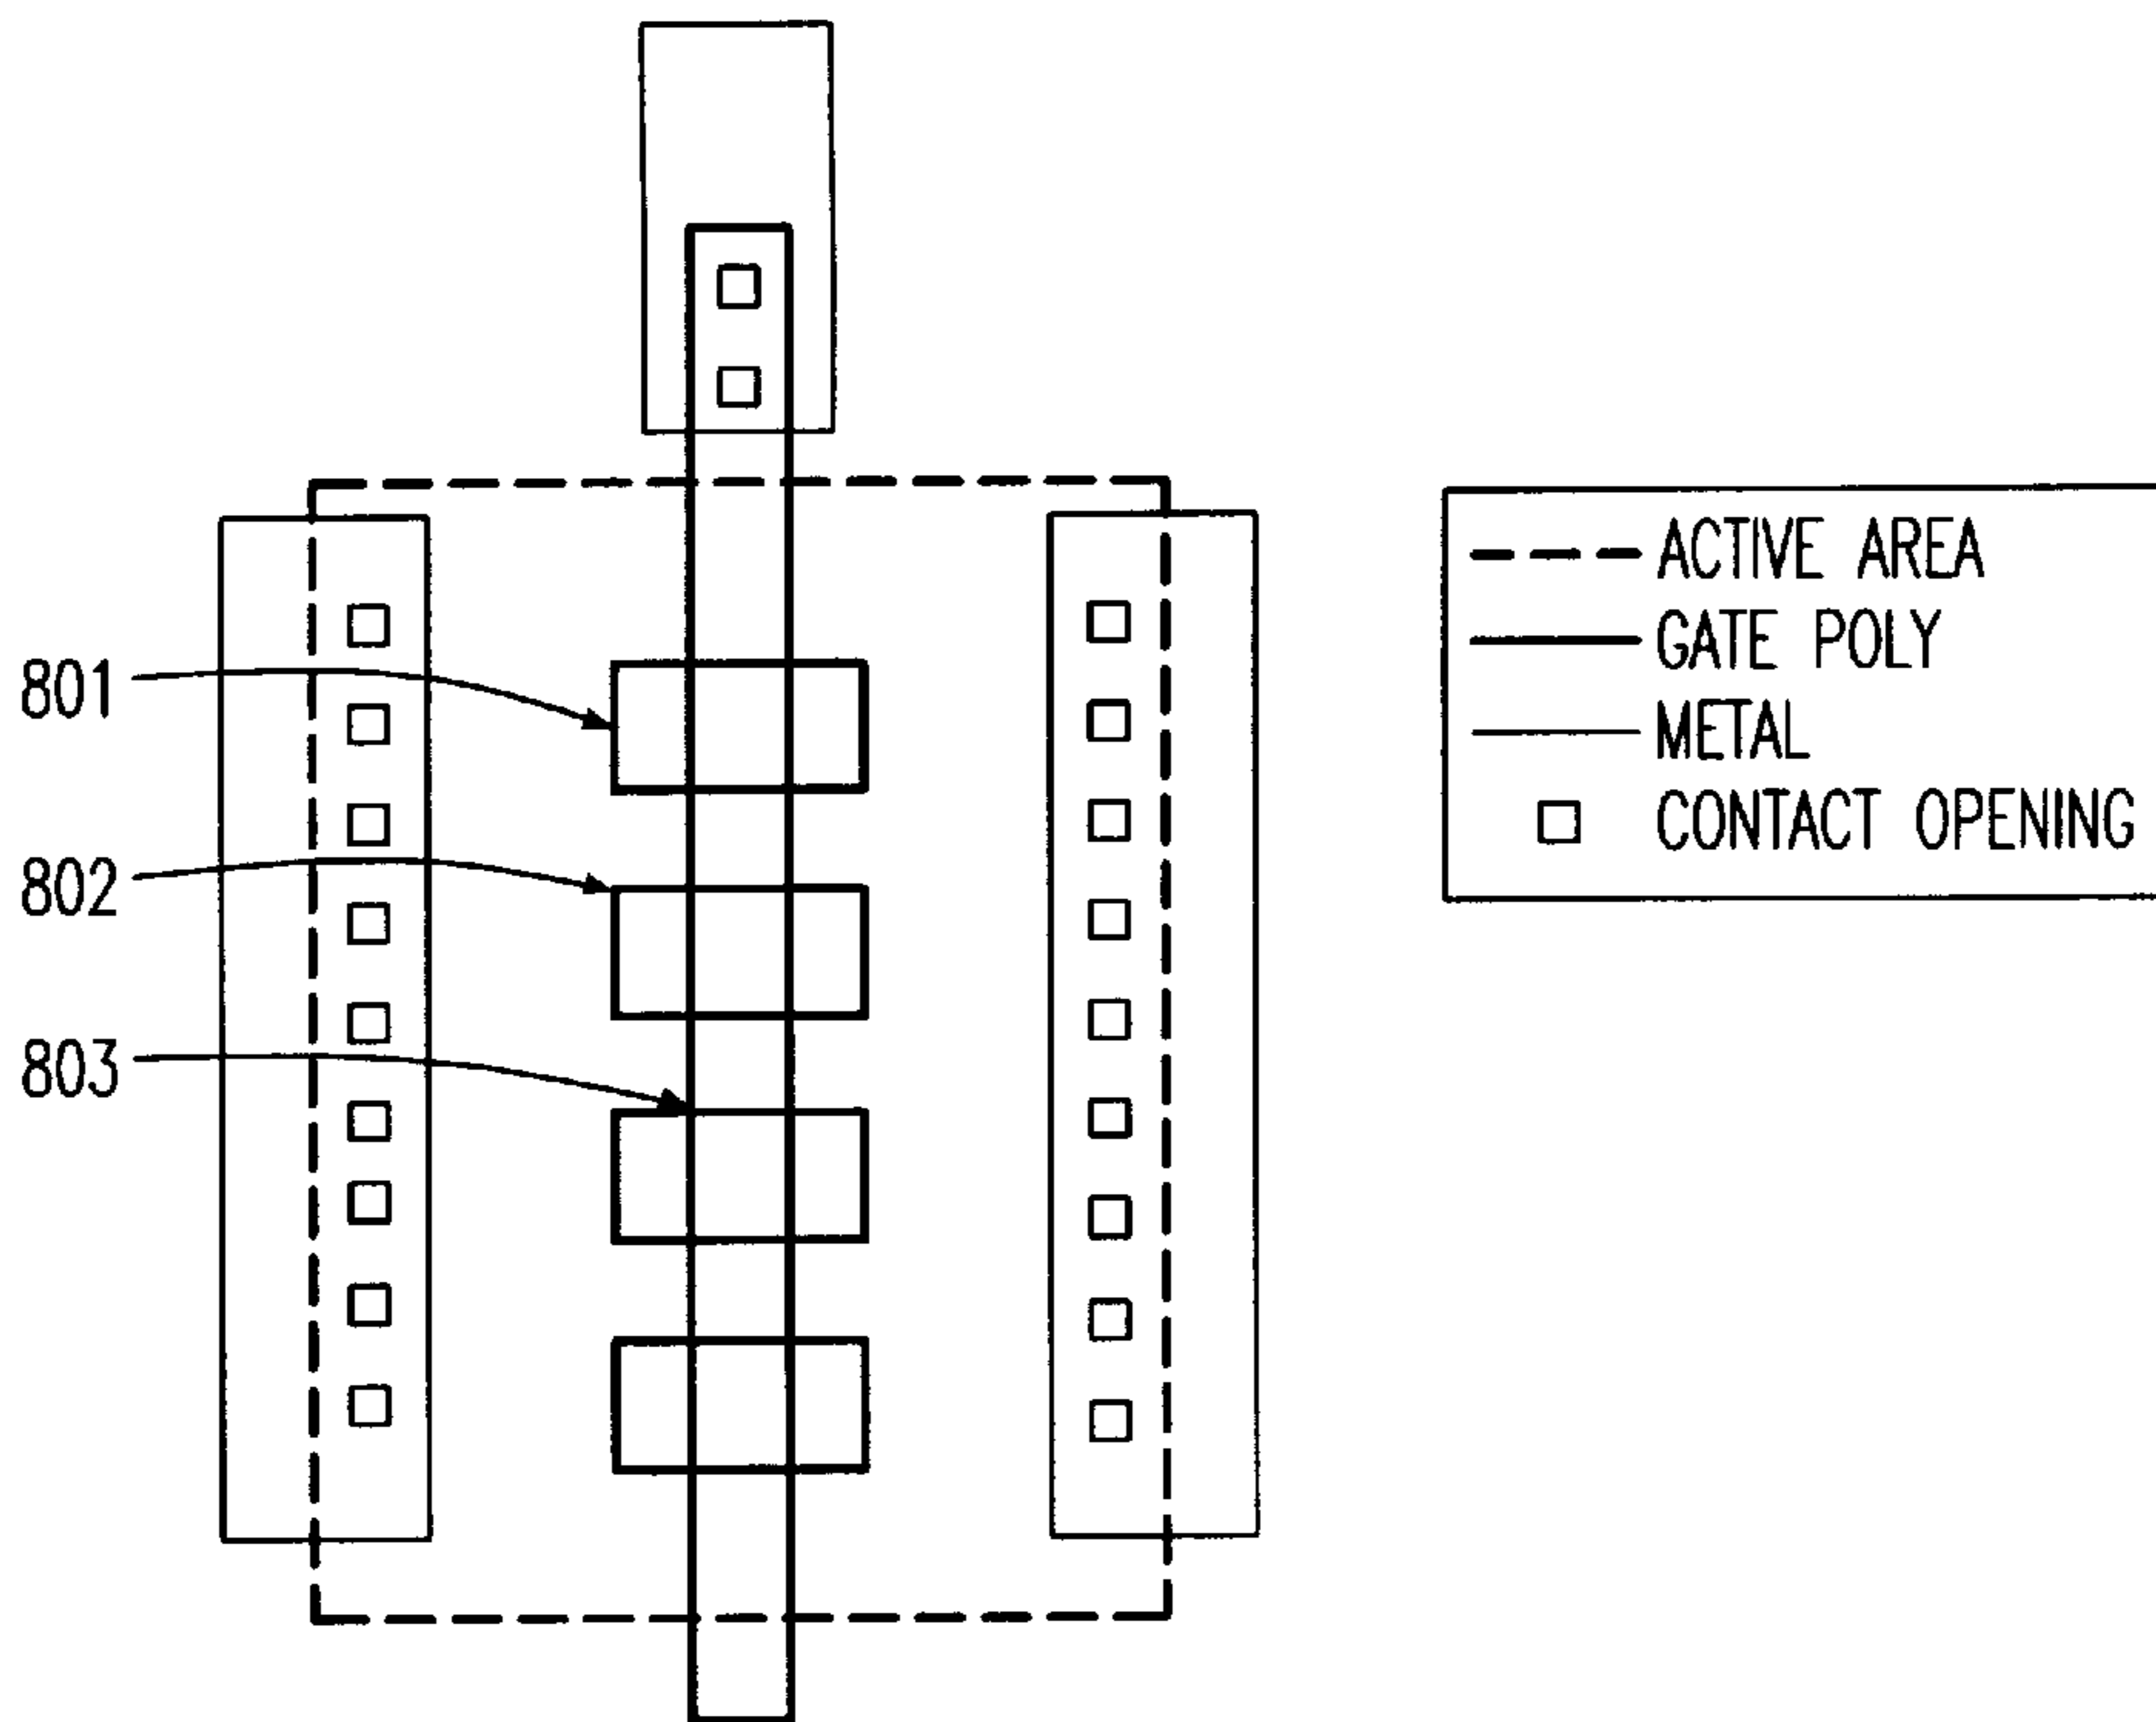 801
802
803
ACTIVE AREA
GATE POLY
METAL
CONTACT OPENING